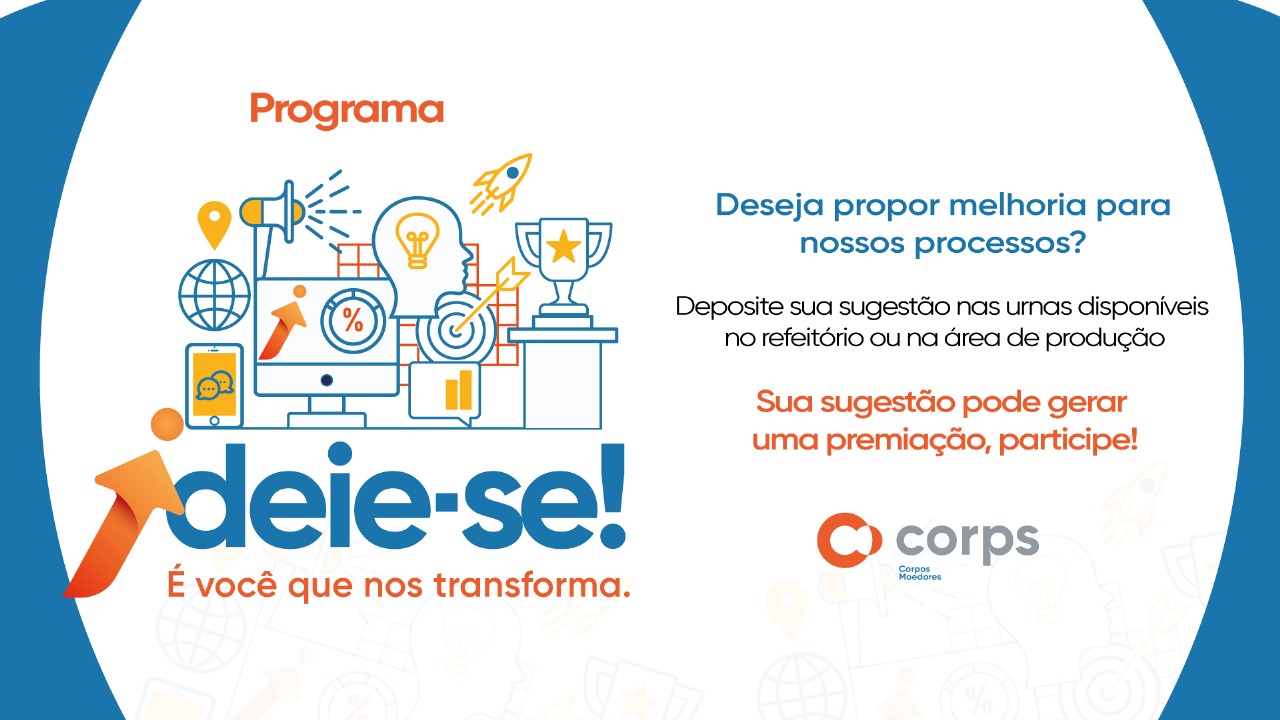 Programa
%
ideie-se!
É você que nos transforma.
Deseja propor melhoria para
nossos processos?
Deposite sua sugestão nas urnas disponíveis
no refeitório ou na área de produção
Sua sugestão pode gerar
uma premiação, participe!
corps
Corpos
Moedores
%
%